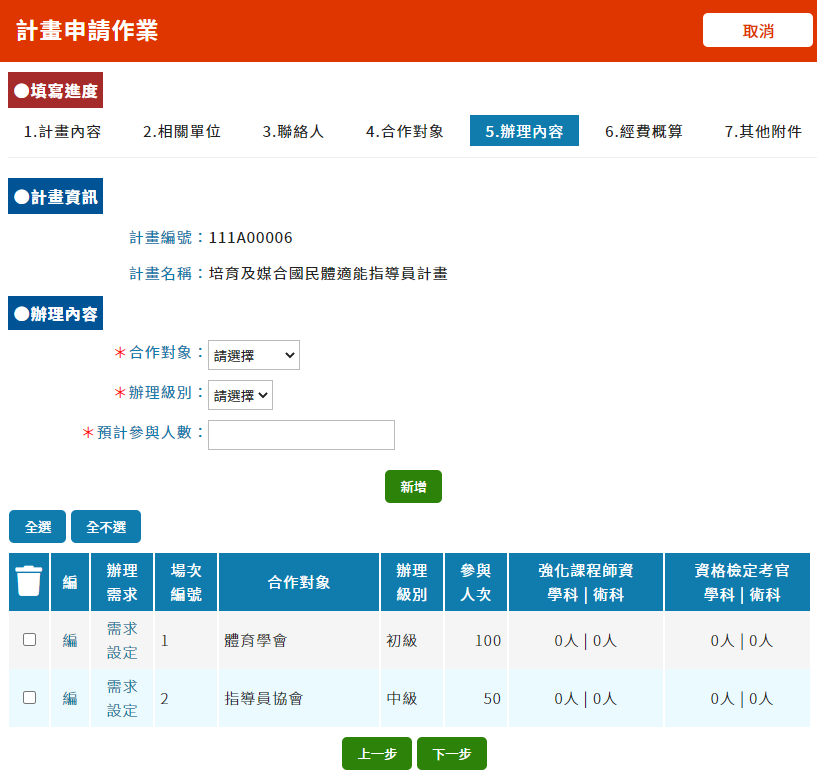 計畫申請作業
取消
●填寫進度
1.計畫內容 2.相關單位 3.聯絡人 4.合作對象 5.辦理內容 6.經費概算 7.其他附件
●計畫資訊
計畫編號：111A00006
計畫名稱：培育及媒合國民體適能指導員計畫
●辦理內容
＊合作對象：請選擇
＊辦理級別：請選擇
＊預計參與人數：
新增
全選 全不選
編 辦理需求 場次編號 合作對象 辦理級別 參與人次 強化課程師資 學科 | 術科 資格檢定考官 學科 | 術科
編 需求設定 1 體育學會 初級 100 0人 | 0人 0人 | 0人
編 需求設定 2 指導員協會 中級 50 0人 | 0人 0人 | 0人
上一步 下一步